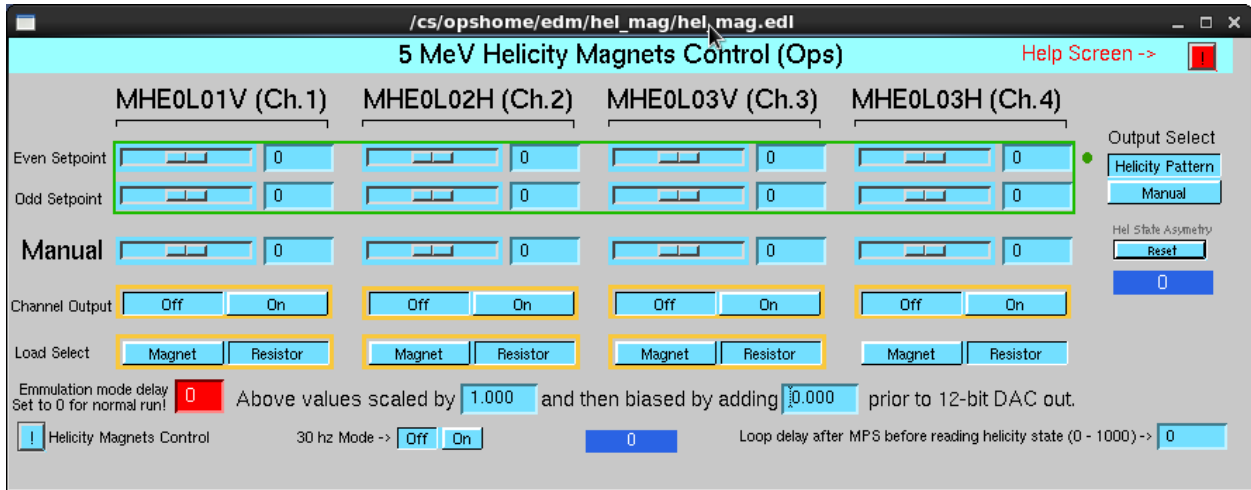 /cs/opshome/edm/hel_mag/hel_mag.edl
5 MeV Helicity Magnets Control (Ops)
Help Screen -> !
MHE0L01V (Ch.1) MHE0L02H (Ch.2) MHE0L03V (Ch.3) MHE0L03H (Ch.4)
Output Select
Even Setpoint 0 0 0 0 Helicity Pattern
Odd Setpoint 0 0 0 0 Manual
Hel State Asymetry
Manual 0 0 0 0 Reset
0
Channel Output Off On Off On Off On Off On
Load Select Magnet Resistor Magnet Resistor Magnet Resistor Magnet Resistor
Emmulation mode delay
Set to 0 for normal run! 0 Above values scaled by 1.000 and then biased by adding 0.000 prior to 12-bit DAC out.
! Helicity Magnets Control 30 hz Mode -> Off On 0 Loop delay after MPS before reading helicity state (0 - 1000) -> 0